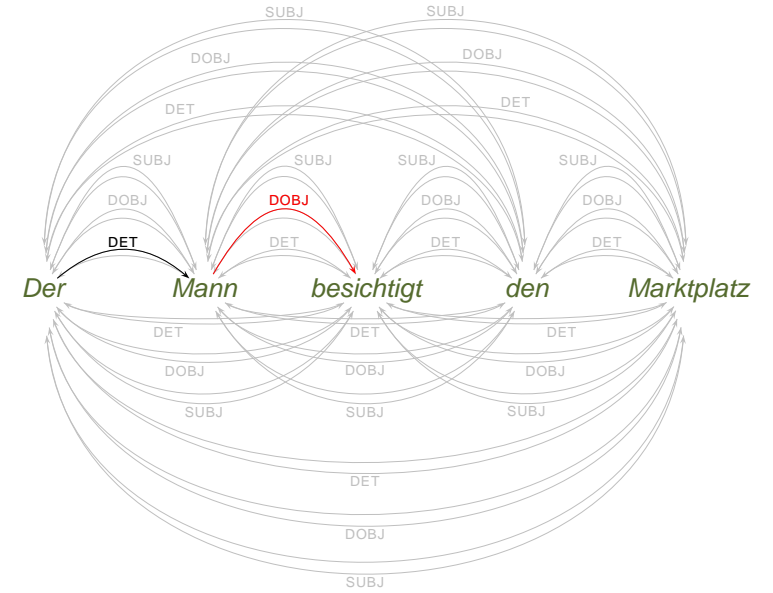 SUBJ SUBJ
DOBJ DOBJ
DET DET
SUBJ SUBJ SUBJ SUBJ
DOBJ DOBJ DOBJ DOBJ
DET DET DET DET
Der Mann besichtigt den Marktplatz
DET DET DET
DOBJ DOBJ DOBJ
SUBJ SUBJ SUBJ
DET
DOBJ
SUBJ